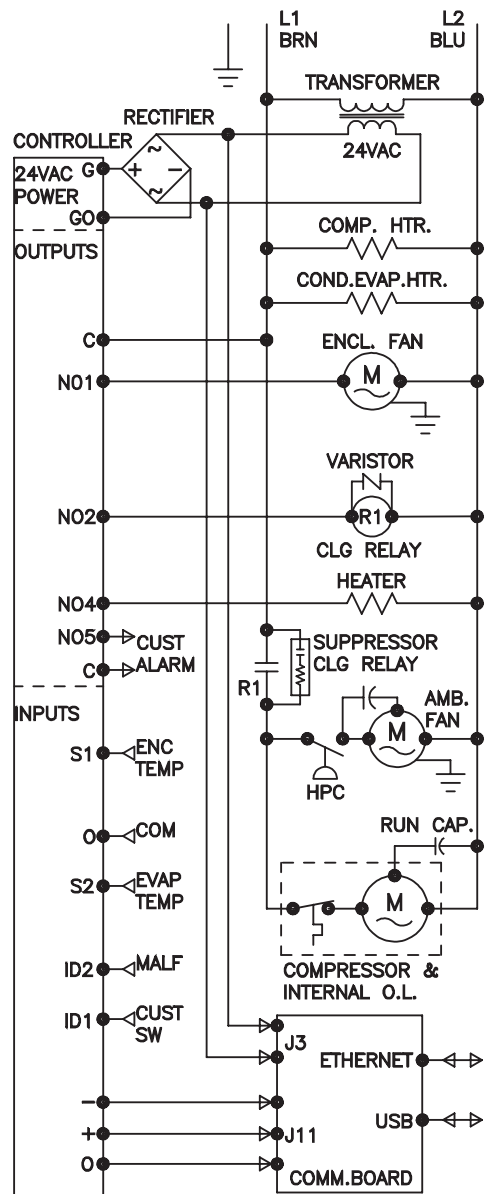 L1
BRN
L2
BLU
TRANSFORMER
RECTIFIER
CONTROLLER
24VAC
POWER
G
~
+ -
~
24VAC
GO
OUTPUTS
COMP. HTR.
COND.EVAP.HTR.
C
ENCL. FAN
NO1
M
VARISTOR
NO2
R1
CLG RELAY
HEATER
NO4
NO5
CUST
ALARM
C
SUPPRESSOR
CLG RELAY
R1
INPUTS
AMB.
FAN
M
S1
ENC
TEMP
HPC
O
COM
RUN CAP.
S2
EVAP
TEMP
M
ID2
MALF
COMPRESSOR &
INTERNAL O.L.
ID1
CUST
SW
J3
ETHERNET
-
+
J11
USB
O
COMM.BOARD